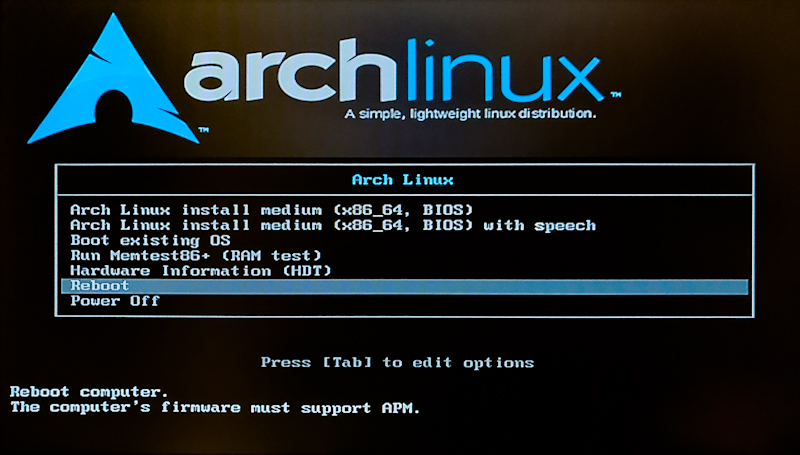 archlinux™
A simple, lightweight linux distribution.
™
Arch Linux
Arch Linux install medium (x86_64, BIOS)
Arch Linux install medium (x86_64, BIOS) with speech
Boot existing OS
Run Memtest86+ (RAM test)
Hardware Information (HDT)
Reboot
Power Off
Press [Tab] to edit options
Reboot computer.
The computer's firmware must support APM.